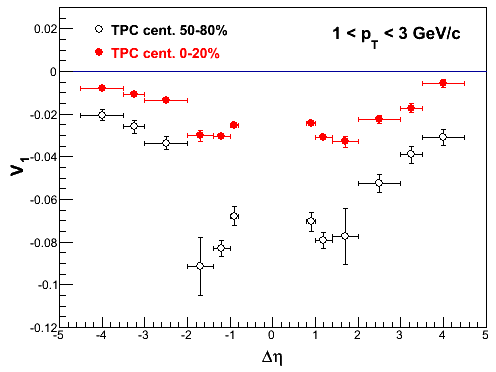 0.02
0
-0.02
-0.04
-0.06
-0.08
-0.1
-0.12
V1
TPC cent. 50-80%
TPC cent. 0-20%
1 < pT < 3 GeV/c
-5 -4 -3 -2 -1 0 1 2 3 4 5
Δη